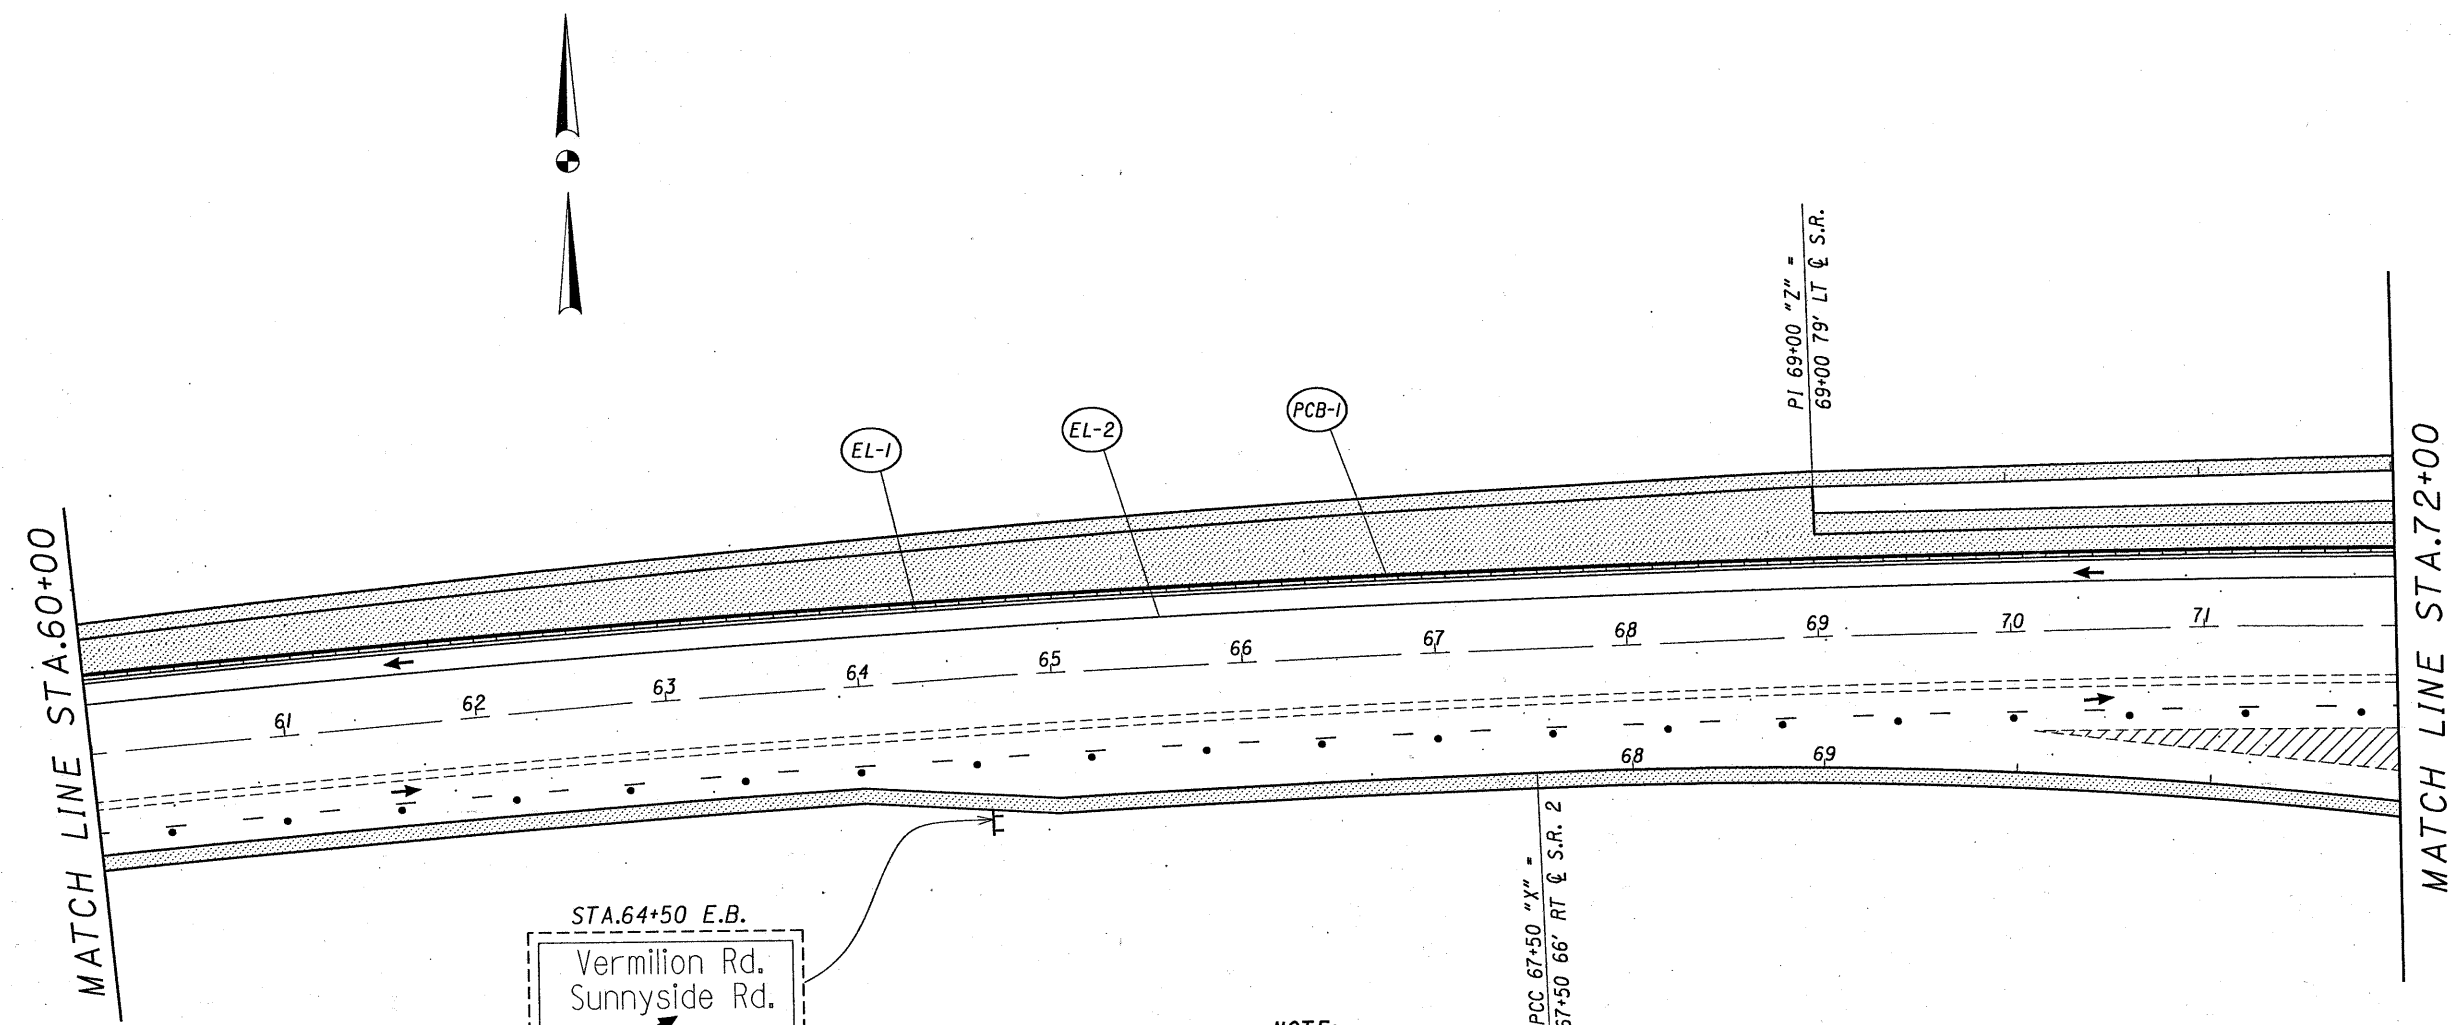 PI 69+00 "Z" =
69+00 79' LT ℄ S.R.
EL-1
EL-2
PCB-1
MATCH LINE STA.60+00
MATCH LINE STA.72+00
61
62
63
64
65
66
67
68
69
70
71
68
69
PCC 67+50 "X" =
67+50 66' RT ℄ S.R. 2
STA.64+50 E.B.
Vermilion Rd.
Sunnyside Rd.
NOTE: